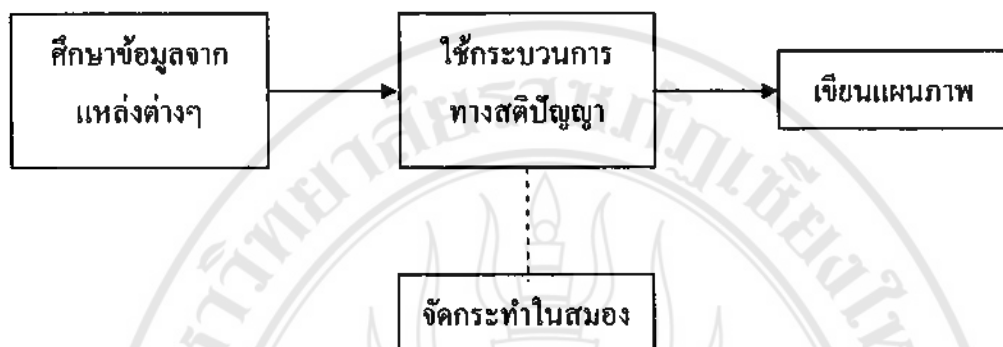 ศึกษาข้อมูลจาก
แหล่งต่างๆ
ใช้กระบวนการ
ทางสติปัญญา
เขียนแผนภาพ
จัดกระทำในสมอง